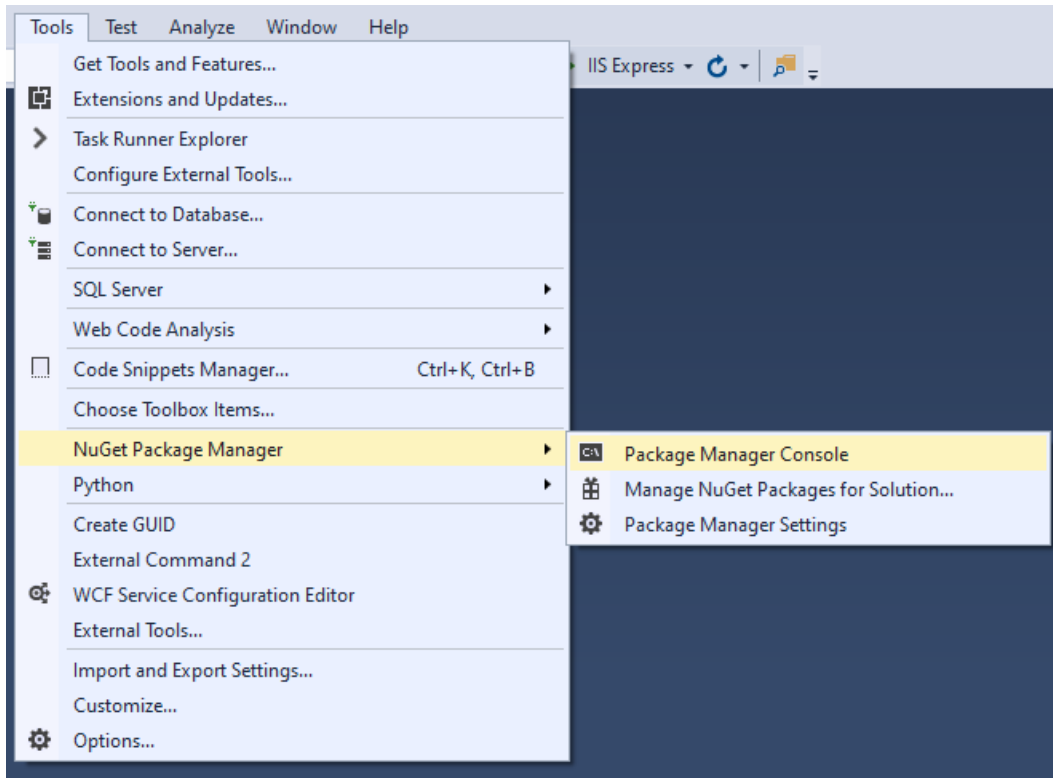 Tools Test Analyze Window Help
Get Tools and Features...
IIS Express
Extensions and Updates...
Task Runner Explorer
Configure External Tools...
Connect to Database...
Connect to Server...
SQL Server
Web Code Analysis
Code Snippets Manager... Ctrl+K, Ctrl+B
Choose Toolbox Items...
NuGet Package Manager
Package Manager Console
Python
Manage NuGet Packages for Solution...
Create GUID
Package Manager Settings
External Command 2
WCF Service Configuration Editor
External Tools...
Import and Export Settings...
Customize...
Options...